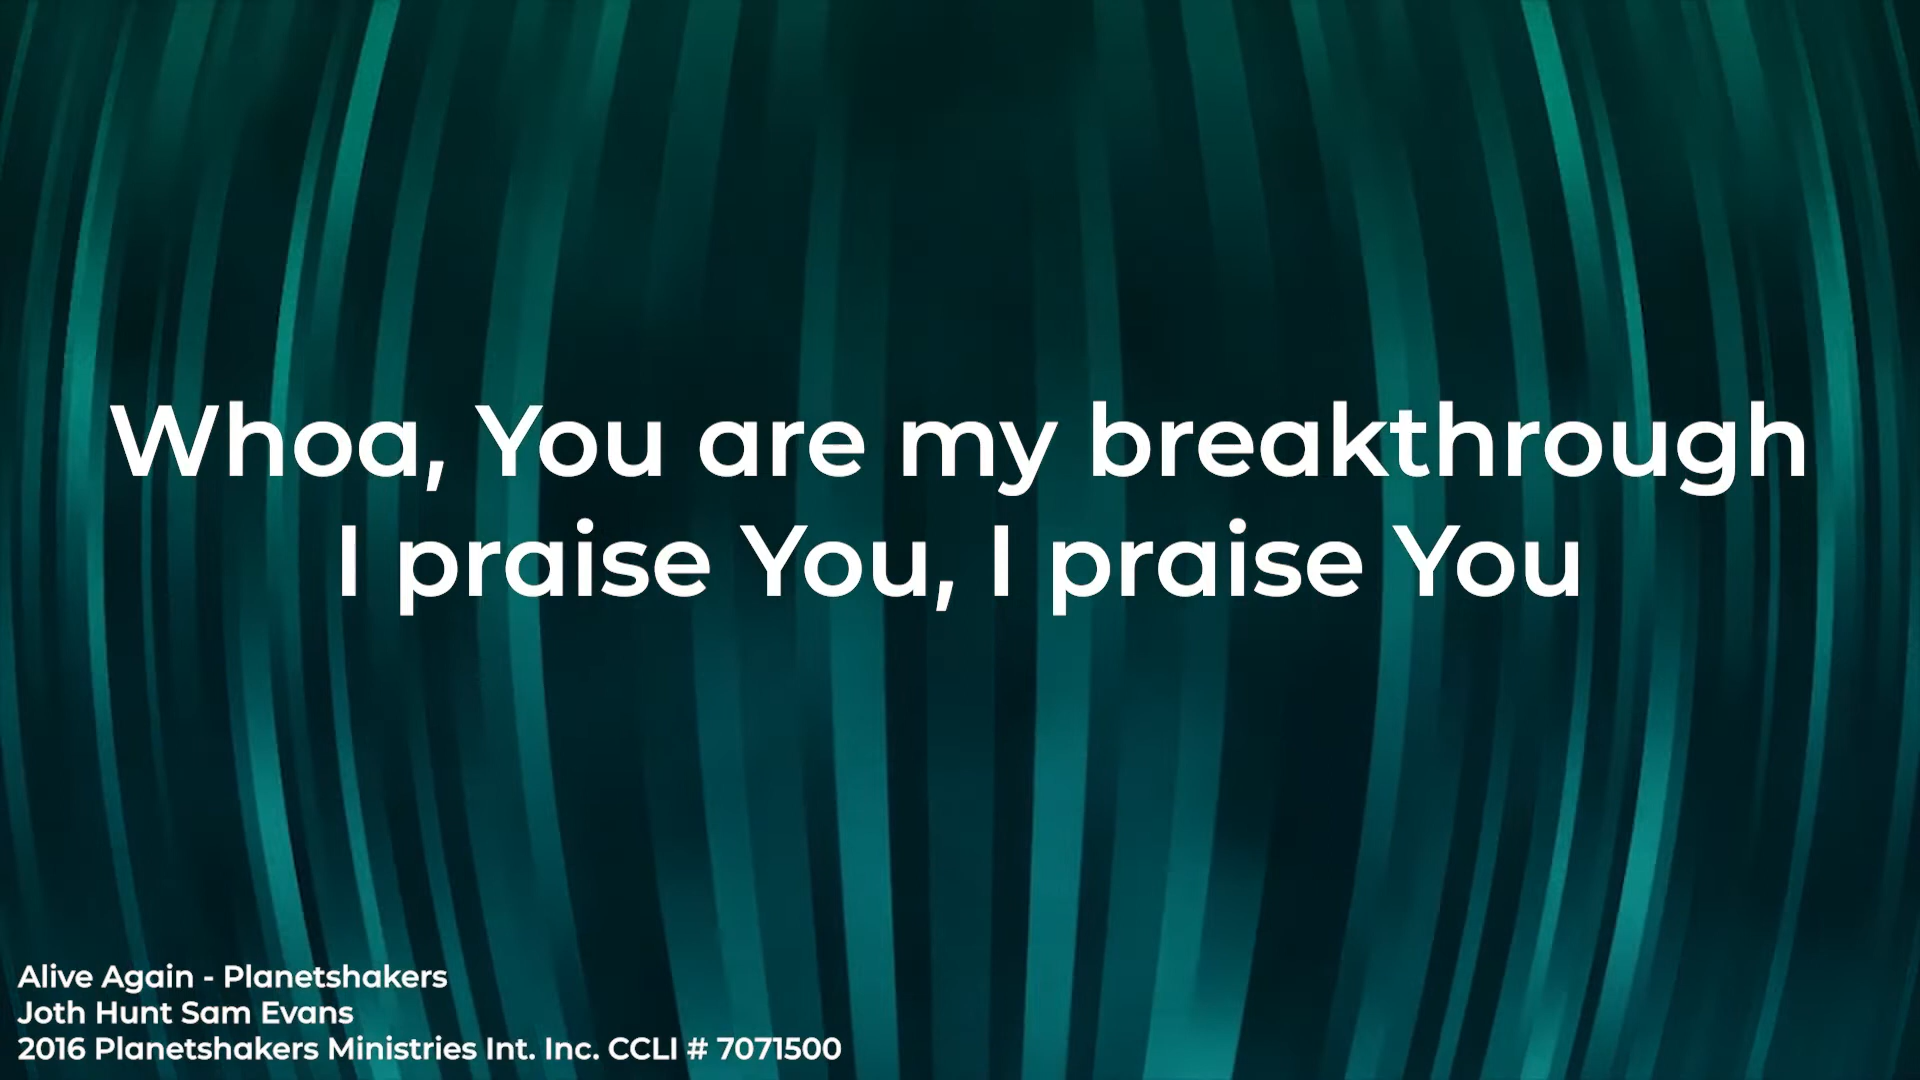 Whoa, You are my breakthrough
I praise You, I praise You
Alive Again - Planetshakers
Joth Hunt Sam Evans
2016 Planetshakers Ministries Int. Inc. CCLI # 7071500